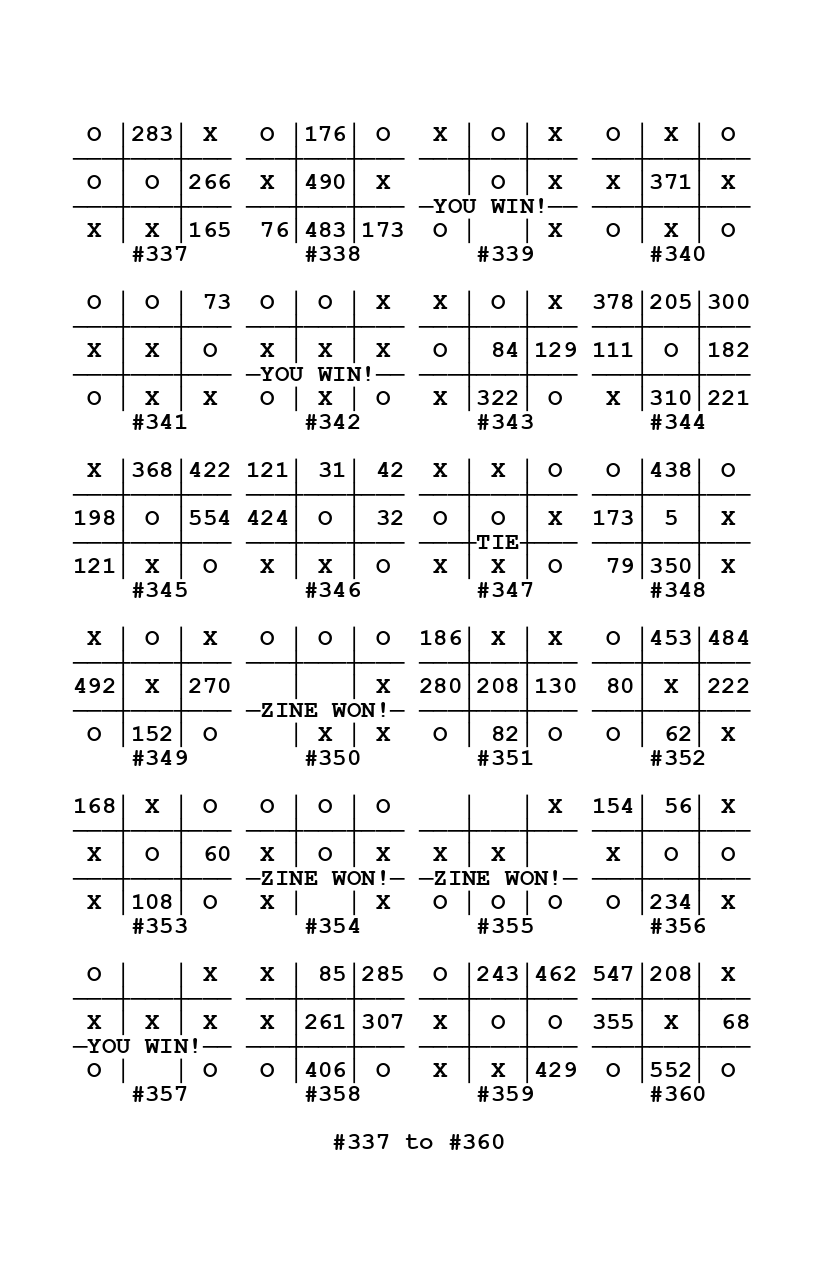 O 283 X O 176 O X O X O X O
O O 266 X 490 X O X X 371 X
YOU WIN!
X X 165 76 483 173 O X O X O
#337 #338 #339 #340
O O 73 O O X X O X 378 205 300
X X O X X X O 84 129 111 O 182
YOU WIN!
O X X O X O X 322 O X 310 221
#341 #342 #343 #344
X 368 422 121 31 42 X X O O 438 O
198 O 554 424 O 32 O O X 173 5 X
TIE
121 X O X X O X X O 79 350 X
#345 #346 #347 #348
X O X O O O 186 X X O 453 484
492 X 270 X 280 208 130 80 X 222
ZINE WON!
O 152 O X X O 82 O O 62 X
#349 #350 #351 #352
168 X O O O O X 154 56 X
X O 60 X O X X X X O O
ZINE WON! ZINE WON!
X 108 O X X O O O O 234 X
#353 #354 #355 #356
O X X 85 285 O 243 462 547 208 X
X X X X 261 307 X O O 355 X 68
YOU WIN!
O O O 406 O X X 429 O 552 O
#357 #358 #359 #360
#337 to #360